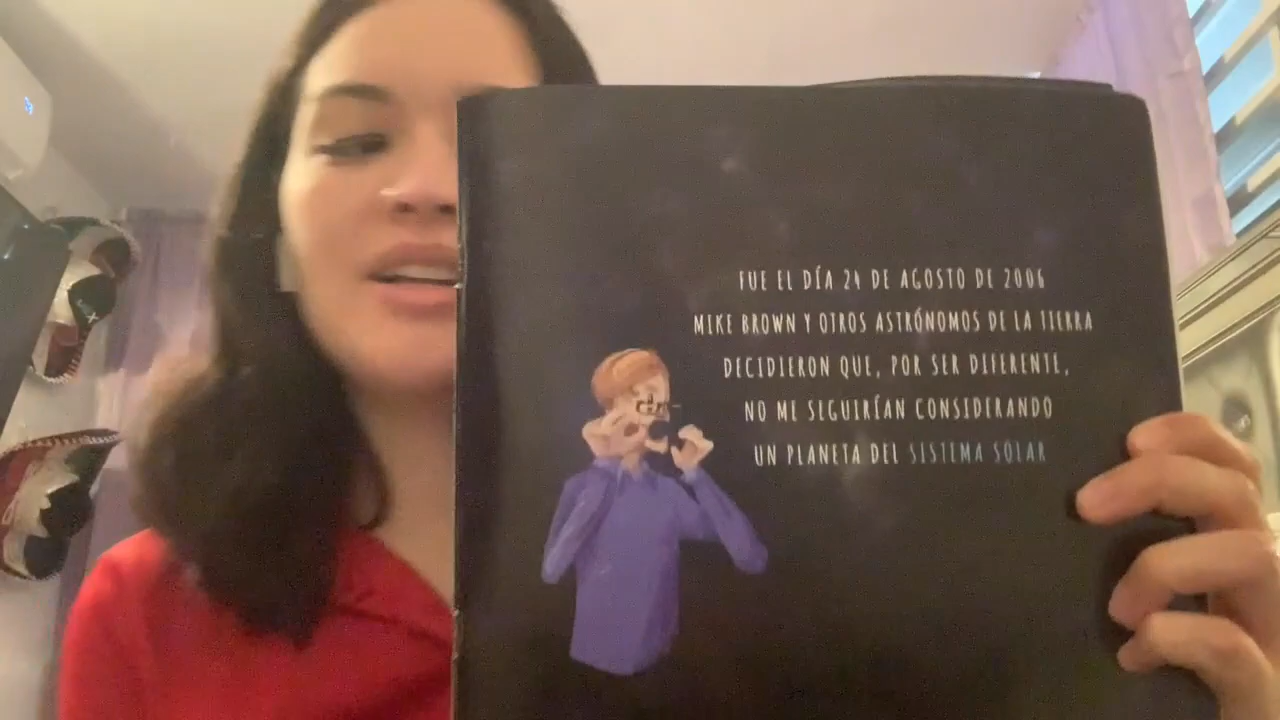 FUE EL DÍA 24 DE AGOSTO DE 2006
MIKE BROWN Y OTROS ASTRÓNOMOS DE LA TIERRA
DECIDIERON QUE, POR SER DIFERENTE,
NO ME SEGUIRÍAN CONSIDERANDO
UN PLANETA DEL SISTEMA SOLAR